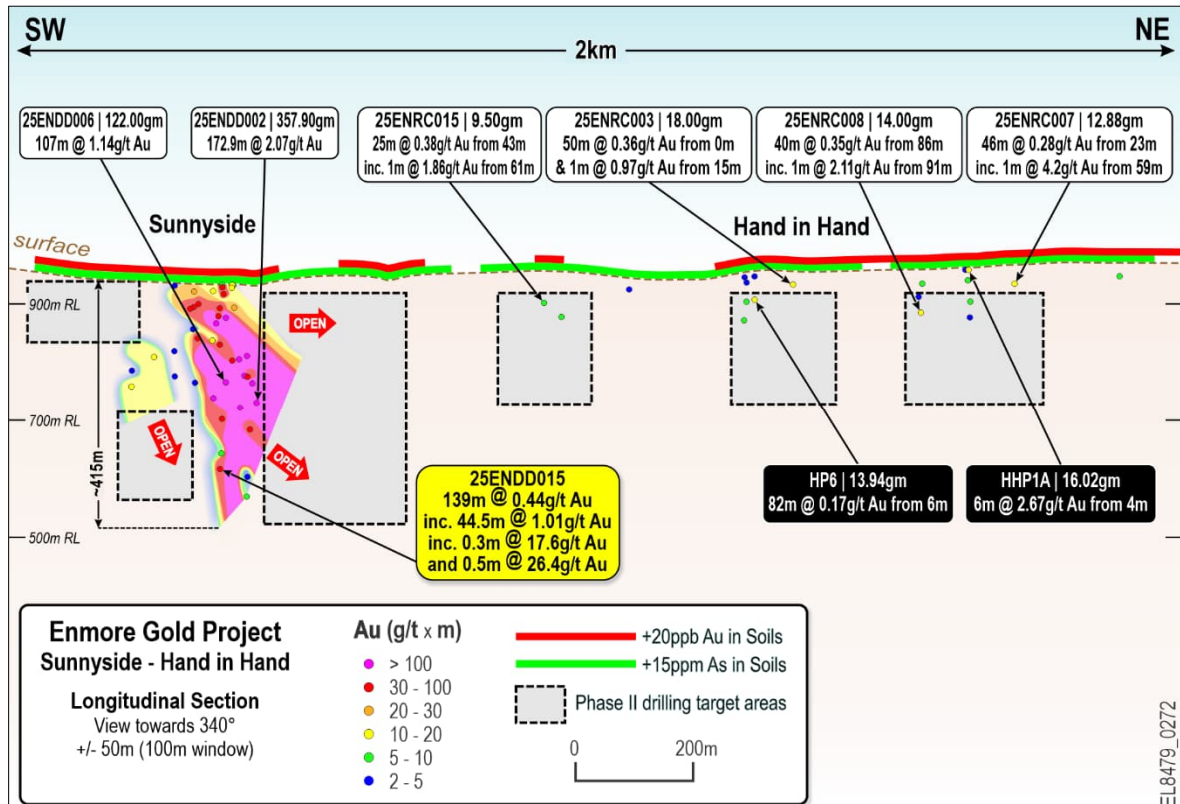 SW
NE
2km
25ENDD006 | 122.00gm
107m @ 1.14g/t Au
25ENDD002 | 357.90gm
172.9m @ 2.07g/t Au
25ENRC015 | 9.50gm
25m @ 0.38g/t Au from 43m
inc. 1m @ 1.86g/t Au from 61m
25ENRC003 | 18.00gm
50m @ 0.36g/t Au from 0m
& 1m @ 0.97g/t Au from 15m
25ENRC008 | 14.00gm
40m @ 0.35g/t Au from 86m
inc. 1m @ 2.11g/t Au from 91m
25ENRC007 | 12.88gm
46m @ 0.28g/t Au from 23m
inc. 1m @ 4.2g/t Au from 59m
Sunnyside
Hand in Hand
surface
900m RL
OPEN
700m RL
OPEN
OPEN
~415m
500m RL
25ENDD015
139m @ 0.44g/t Au
inc. 44.5m @ 1.01g/t Au
inc. 0.3m @ 17.6g/t Au
and 0.5m @ 26.4g/t Au
HP6 | 13.94gm
82m @ 0.17g/t Au from 6m
HHP1A | 16.02gm
6m @ 2.67g/t Au from 4m
Enmore Gold Project
Sunnyside - Hand in Hand
Longitudinal Section
View towards 340°
+/- 50m (100m window)
Au (g/t x m)
> 100
30 - 100
20 - 30
10 - 20
5 - 10
2 - 5
+20ppb Au in Soils
+15ppm As in Soils
Phase II drilling target areas
0 200m
EL8479_0272